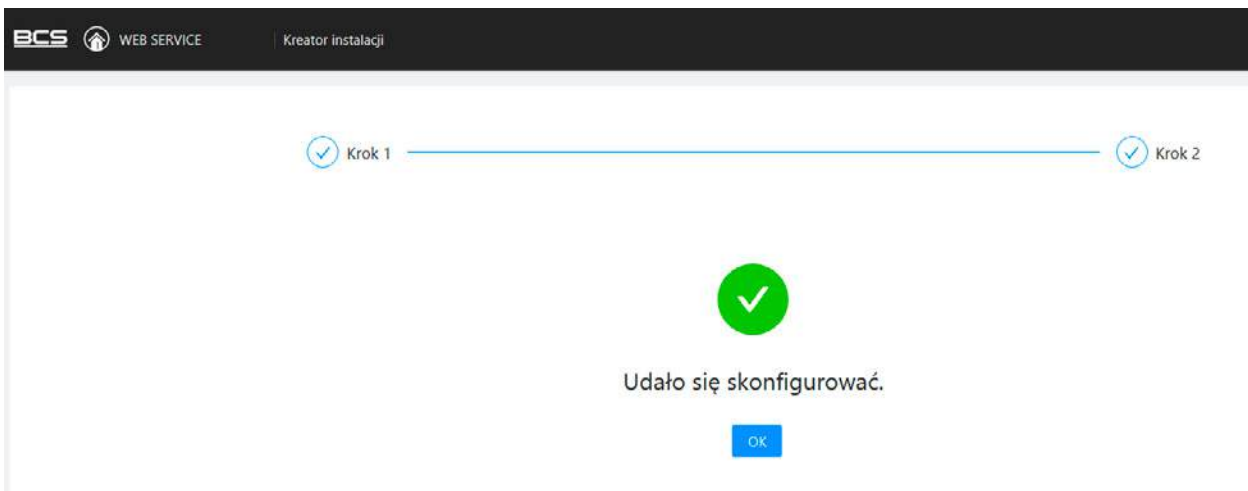 BCS WEB SERVICE Kreator instalacji
Krok 1 Krok 2
Udało się skonfigurować.
OK